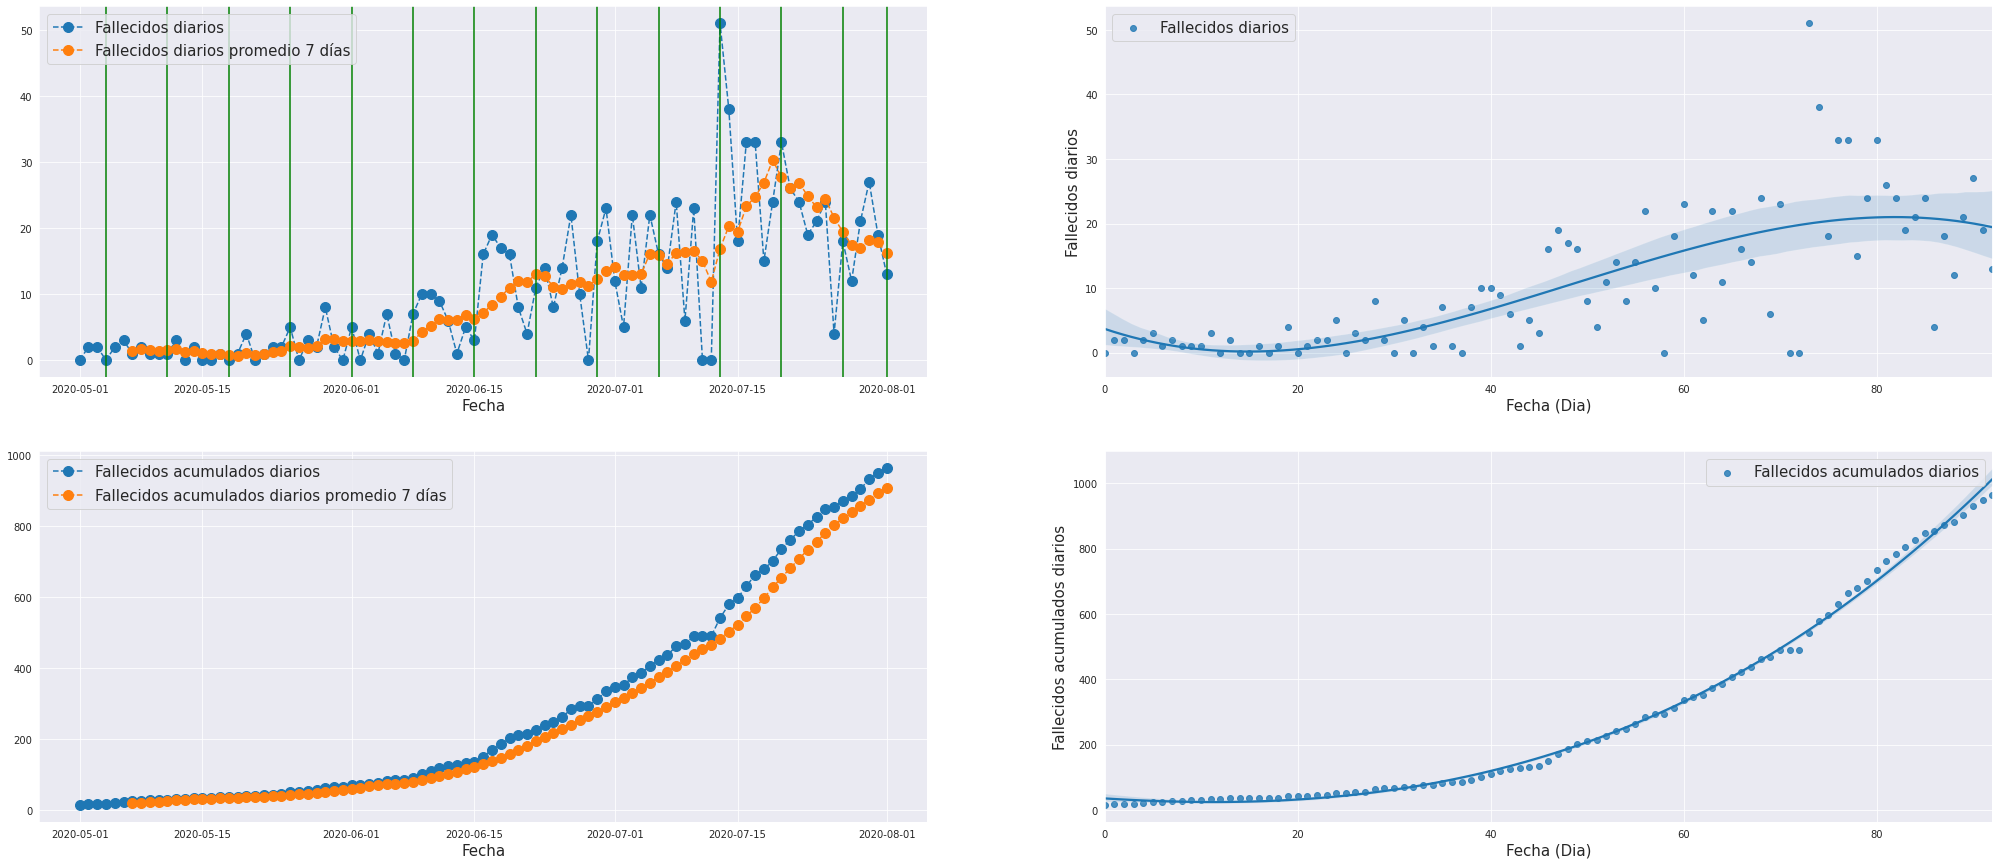 Fallecidos diarios
Fallecidos diarios promedio 7 días
50
40
30
20
10
0
2020-05-01 2020-05-15 2020-06-01 2020-06-15 2020-07-01 2020-07-15 2020-08-01
Fecha
Fallecidos diarios
Fallecidos diarios
50
40
30
20
10
0
0 20 40 60 80
Fecha (Dia)
Fallecidos acumulados diarios
Fallecidos acumulados diarios promedio 7 días
1000
800
600
400
200
0
2020-05-01 2020-05-15 2020-06-01 2020-06-15 2020-07-01 2020-07-15 2020-08-01
Fecha
Fallecidos acumulados diarios
Fallecidos acumulados diarios
1000
800
600
400
200
0
0 20 40 60 80
Fecha (Dia)